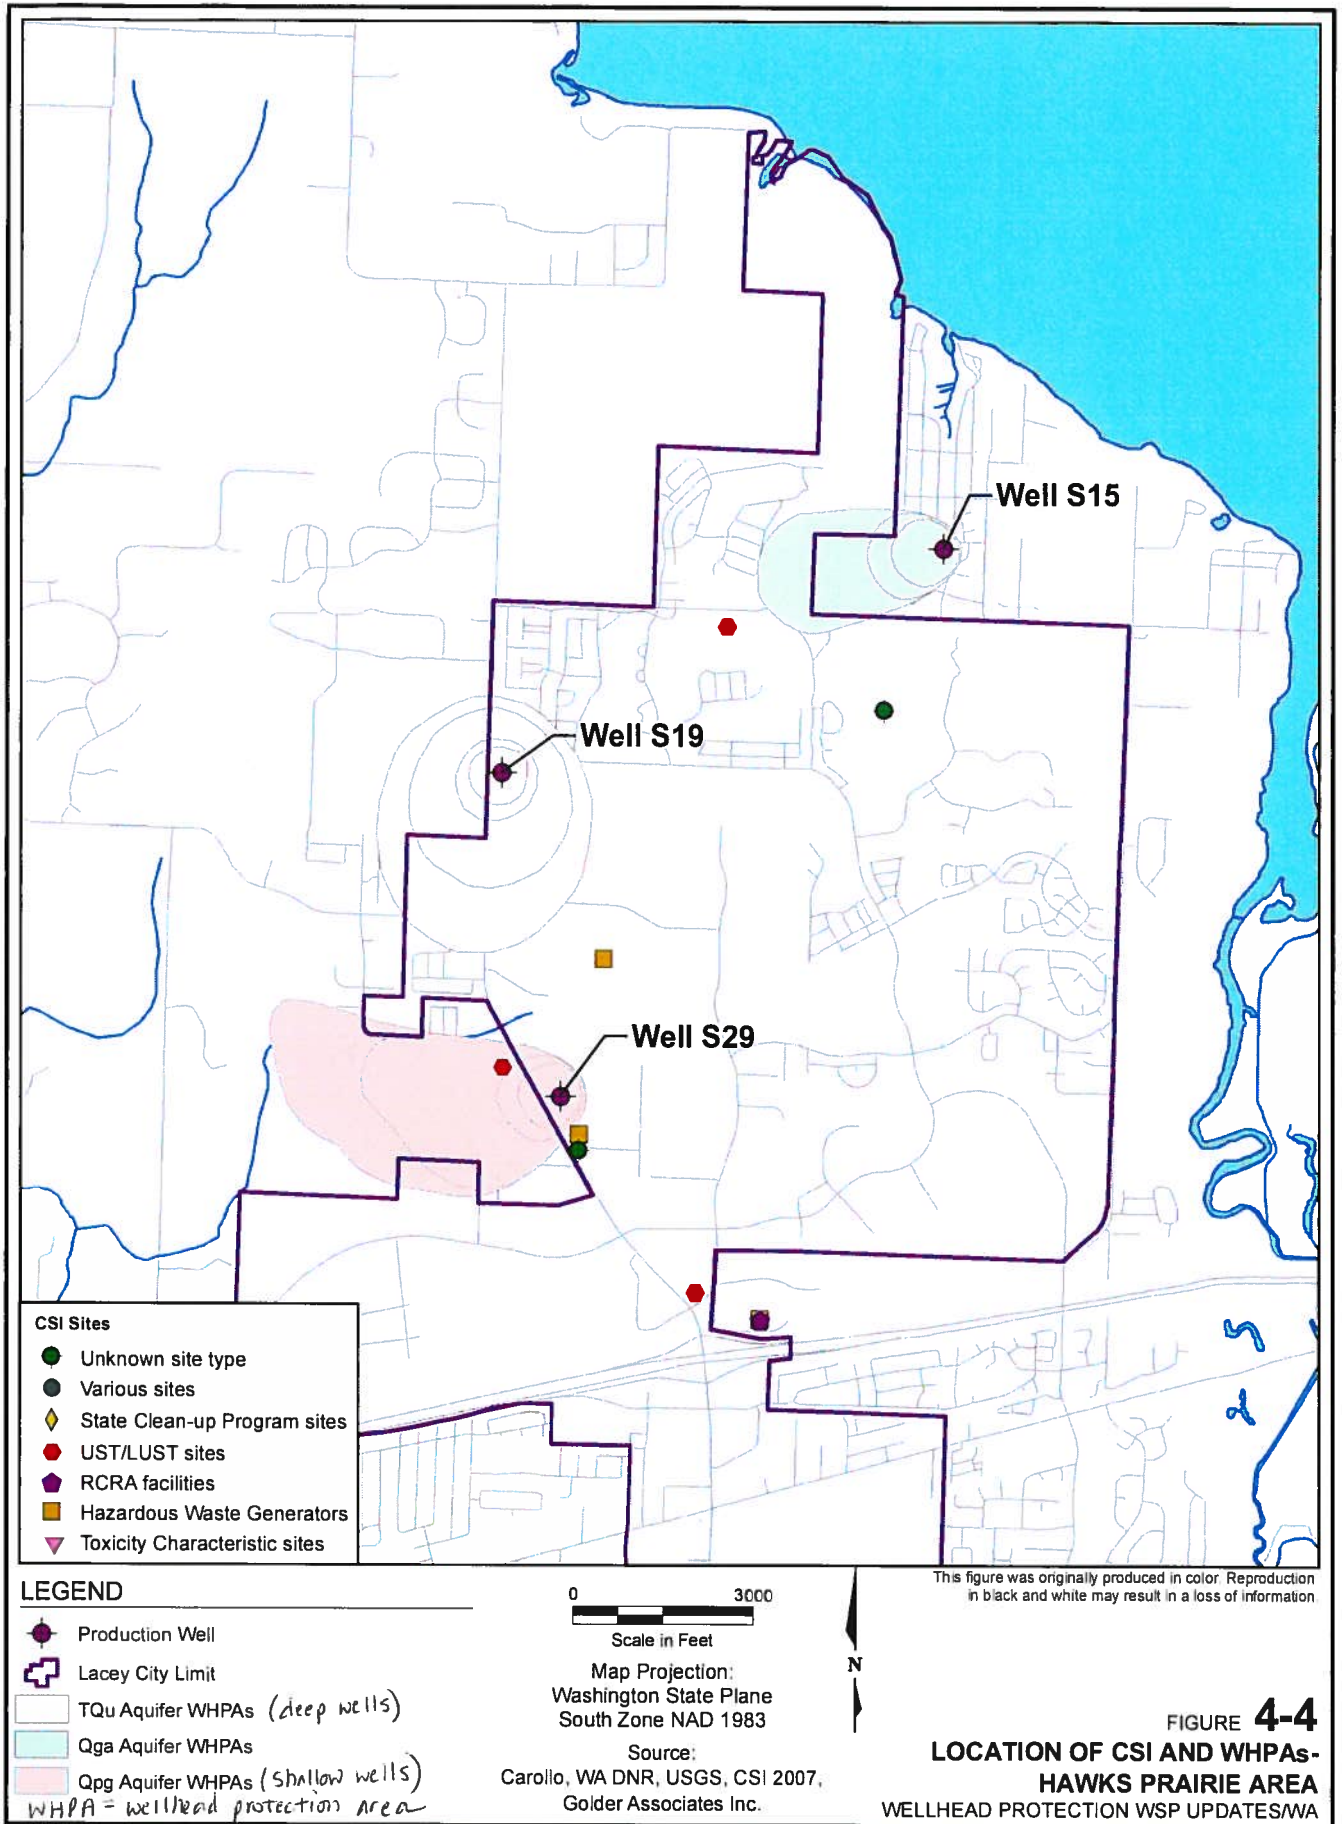 Well S15
Well S19
Well S29
CSI Sites
Unknown site type
Various sites
State Clean-up Program sites
UST/LUST sites
RCRA facilities
Hazardous Waste Generators
Toxicity Characteristic sites
LEGEND
Production Well
Lacey City Limit
TQu Aquifer WHPAs (deep wells)
Qga Aquifer WHPAs
Qpg Aquifer WHPAs (shallow wells)
WHPA = wellhead protection area
0 3000
Scale in Feet
Map Projection:
Washington State Plane
South Zone NAD 1983
Source:
Carollo, WA DNR, USGS, CSI 2007,
Golder Associates Inc.
N
This figure was originally produced in color. Reproduction
in black and white may result in a loss of information
FIGURE 4-4
LOCATION OF CSI AND WHPAs-
HAWKS PRAIRIE AREA
WELLHEAD PROTECTION WSP UPDATES/WA